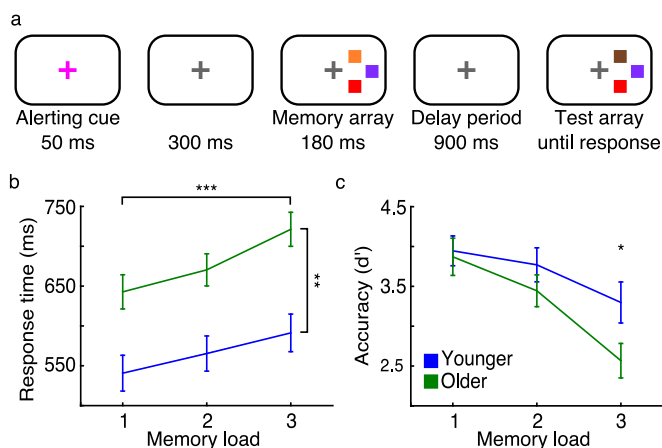 a
Alerting cue
50 ms
300 ms
Memory array
180 ms
Delay period
900 ms
Test array
until response
b
***
**
Response time (ms)
750
650
550
1 2 3
Memory load
c
*
Accuracy (d')
4.5
3.5
2.5
Younger
Older
1 2 3
Memory load